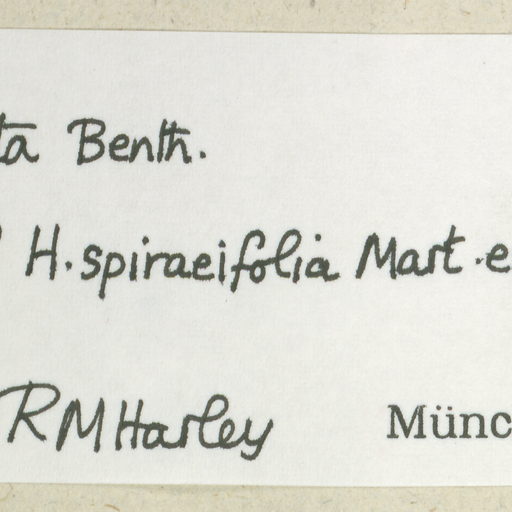 ta Benth.
H. spiraeifolia Mart. e
RMHarley Münc